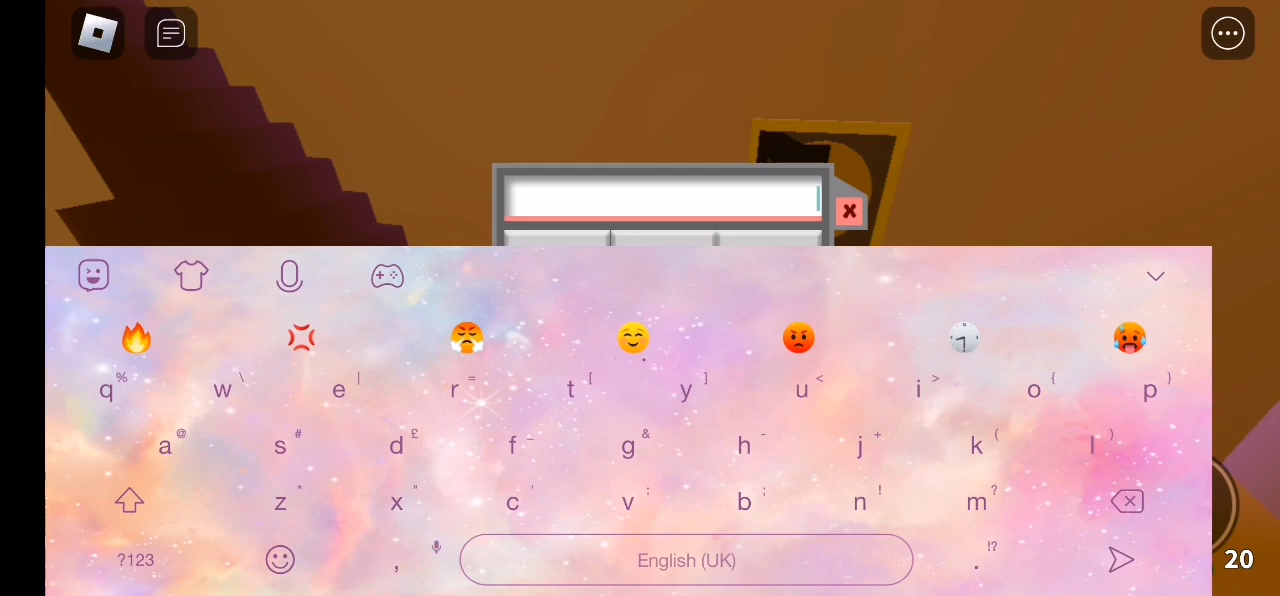 x
q % w \ e | r = t [ y ] u < i > o { p }
a @ s # d £ f _ g & h - j + k ( l )
z * x " c ' v : b ; n ! m ?
?123 , English (UK) . !?
20